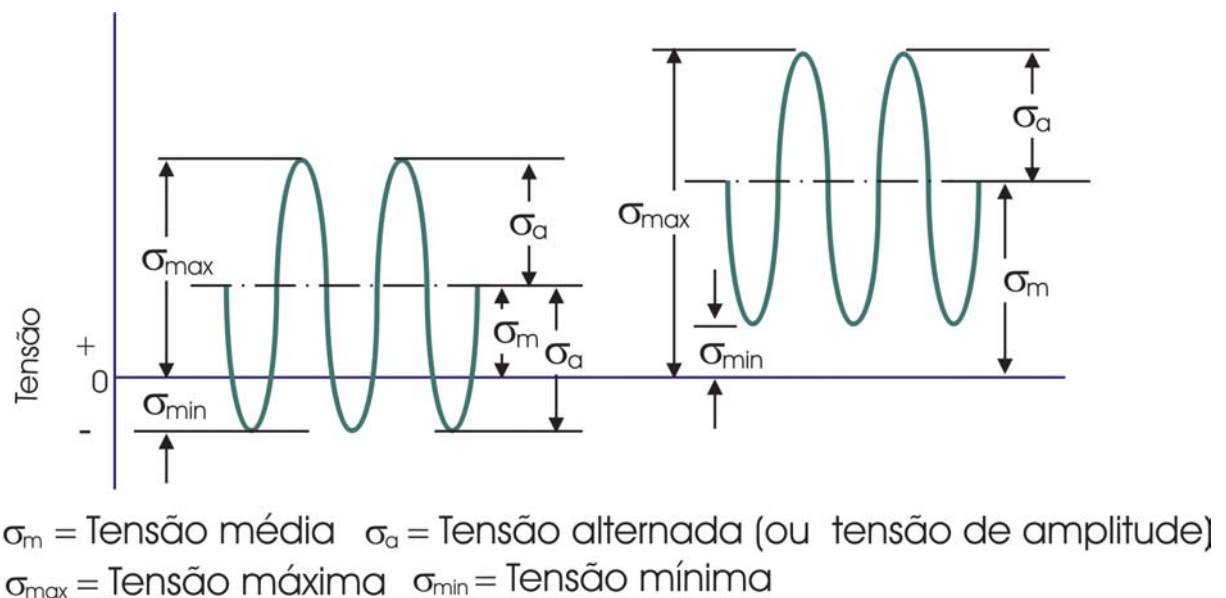 σmax
σa
σmax
σa
σm
σm
Tensão
+
0
-
σmin
σa
σmin
σm = Tensão média σa = Tensão alternada (ou tensão de amplitude)
σmax = Tensão máxima σmin = Tensão mínima